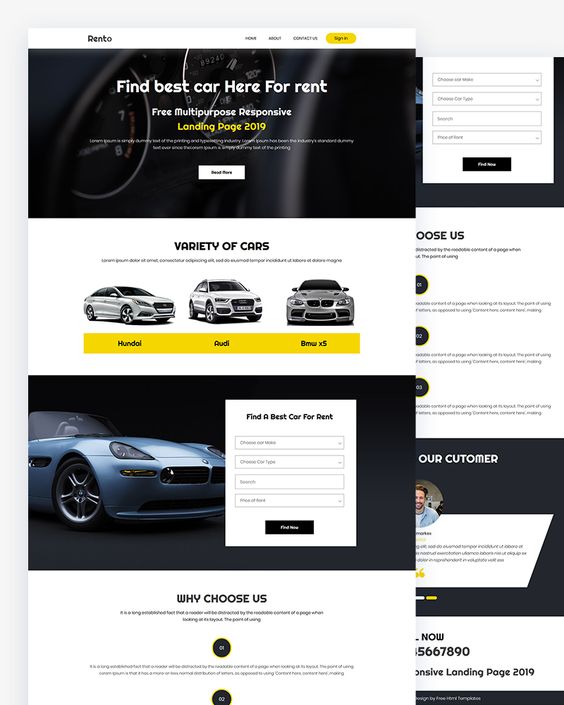 Rento
HOME
ABOUT
CONTACT US
Sign in
Find best car Here For rent
Free Multipurpose Responsive
Landing Page 2019
Lorem Ipsum is simply dummy text of the printing and typesetting industry. Lorem Ipsum has been the industry's standard dummy
text ever since thecorem Ipsum is simply dummy text of the printing
Read More
VARIETY OF CARS
Lorem ipsum dolor sit amet, consectetur adipiscing elit, sed do eiusmod tempor incididunt ut labore et dolore magna
Hundai
Audi
Bmw x5
Find A Best Car For Rent
Choose car Make
Choose Car Type
Search
Price of Rent
Find Now
WHY CHOOSE US
It is a long established fact that a reader will be distracted by the readable content of a page when
looking at its layout. The point of using
01
It is a long established fact that a reader will be distracted by the readable content of a page when looking at its layout. The point of using
Lorem Ipsum is that it has a more-or-less normal distribution of letters, as opposed to using 'Content here, content here', making
02
Choose car Make
Choose Car Type
Search
Price of Rent
Find Now
OOSE US
distracted by the readable content of a page when
ut. The point of using
01
eadable content of a page when looking at its layout. The point of using
of letters, as opposed to using 'Content here, content here', making
02
eadable content of a page when looking at its layout. The point of using
of letters, as opposed to using 'Content here, content here', making
03
eadable content of a page when looking at its layout. The point of using
of letters, as opposed to using 'Content here, content here', making
OUR CUTOMER
markes
g elit, sed do eiusmod tempor incididunt ut labore et
nostrud exercitation ullamco laboris nisi ut aliquip ex
dolor in reprehenderit in voluptate velit ess
L NOW
45667890
onsive Landing Page 2019
Design by Free Html Templates